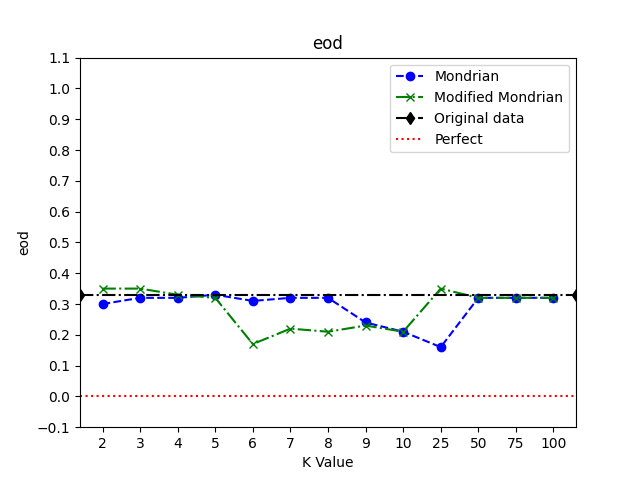 eod
1.1
1.0
0.9
0.8
0.7
0.6
0.5
0.4
0.3
0.2
0.1
0.0
−0.1
eod
Mondrian
Modified Mondrian
Original data
Perfect
2 3 4 5 6 7 8 9 10 25 50 75 100
K Value